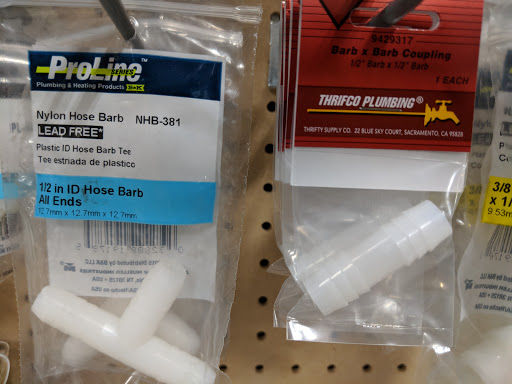 ProLine
SERIES™
Plumbing & Heating Products B&K
Nylon Hose Barb NHB-381
LEAD FREE*
Plastic ID Hose Barb Tee
Tee estriada de plastico
1/2 in ID Hose Barb
All Ends
12.7mm x 12.7mm x 12.7mm
9429317
Barb x Barb Coupling
1/2" Barb x 1/2" Barb
1 EACH
THRIFCO PLUMBING®
THRIFTY SUPPLY CO. 22 BLUE SKY COURT, SACRAMENTO, CA 95828
3/8"
x 1/
9.53m